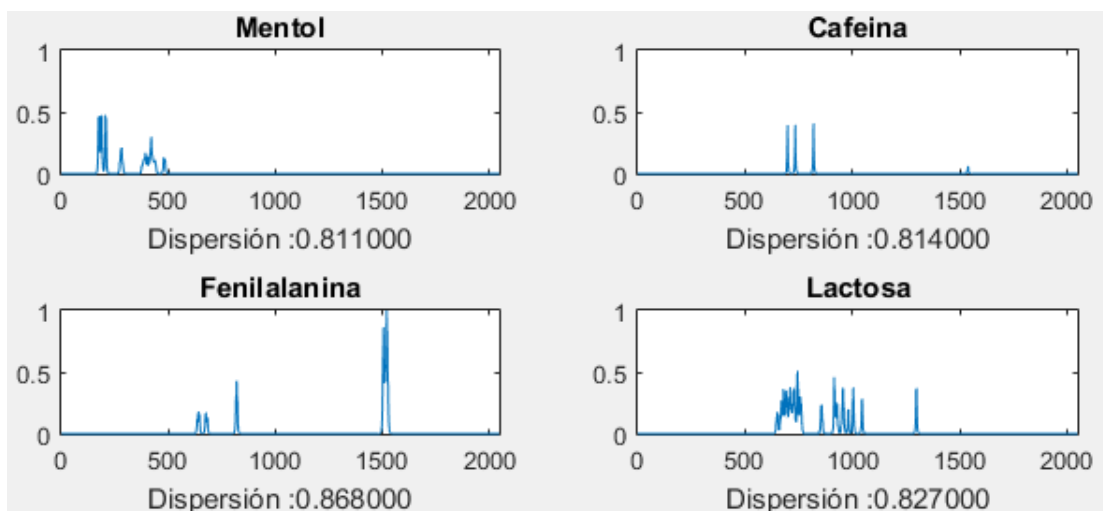 Mentol
1
0.5
0
0 500 1000 1500 2000
Dispersión :0.811000
Cafeina
1
0.5
0
0 500 1000 1500 2000
Dispersión :0.814000
Fenilalanina
1
0.5
0
0 500 1000 1500 2000
Dispersión :0.868000
Lactosa
1
0.5
0
0 500 1000 1500 2000
Dispersión :0.827000